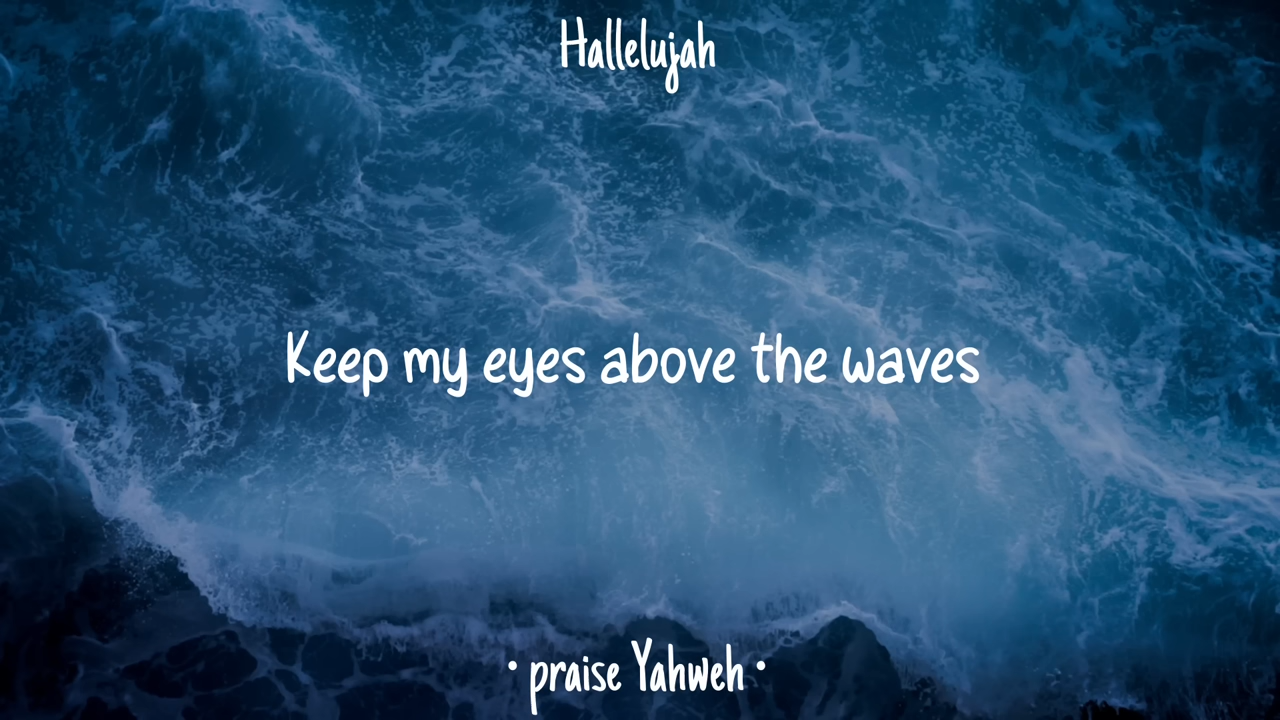 Hallelujah
Keep my eyes above the waves
• praise Yahweh •